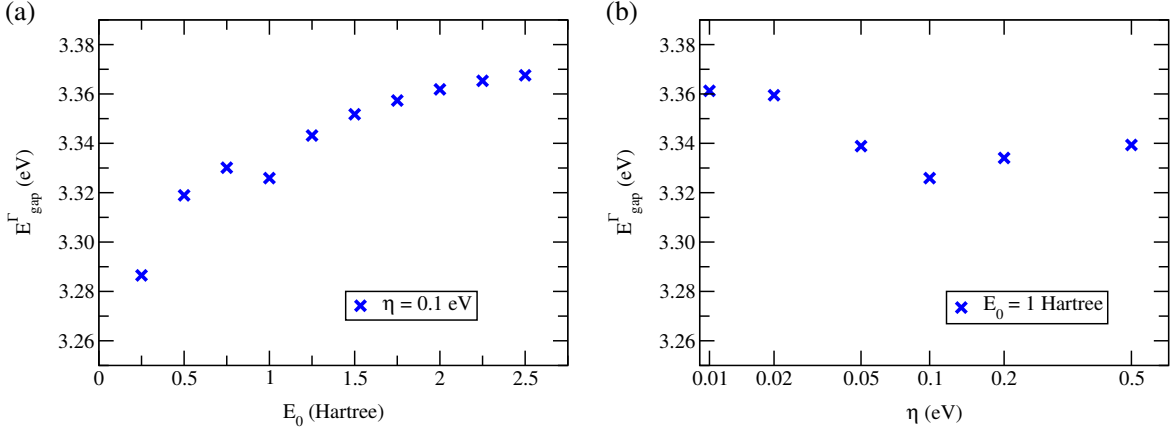 (a)
3.38
3.36
3.34
3.32
3.30
3.28
3.26
E^Γ_gap (eV)
η = 0.1 eV
0 0.5 1 1.5 2 2.5
E_0 (Hartree)
(b)
3.38
3.36
3.34
3.32
3.30
3.28
3.26
E^Γ_gap (eV)
E_0 = 1 Hartree
0.01 0.02 0.05 0.1 0.2 0.5
η (eV)